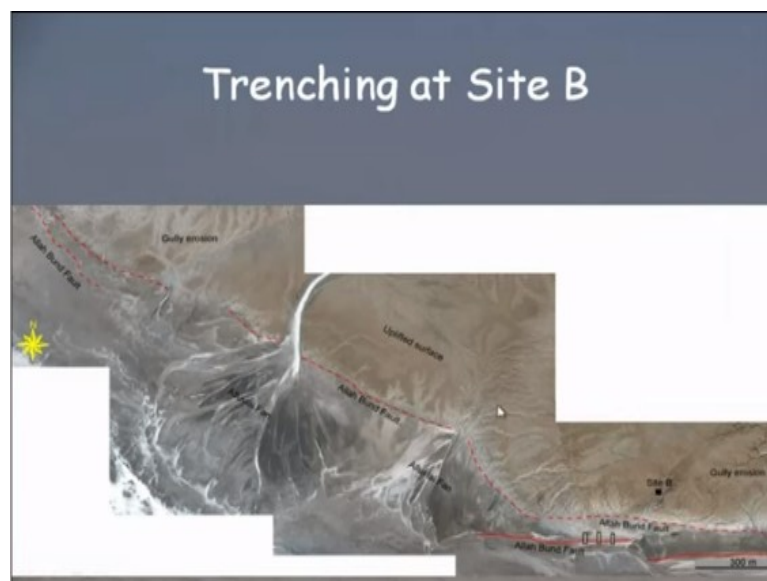 Trenching at Site B
Gully erosion
Allah Bund Fault
N
Uplifted surface
Alluvial Fan
Allah Bund Fault
Alluvial Fan
Gully erosion
Site B
Allah Bund Fault
Allah Bund Fault
300 m